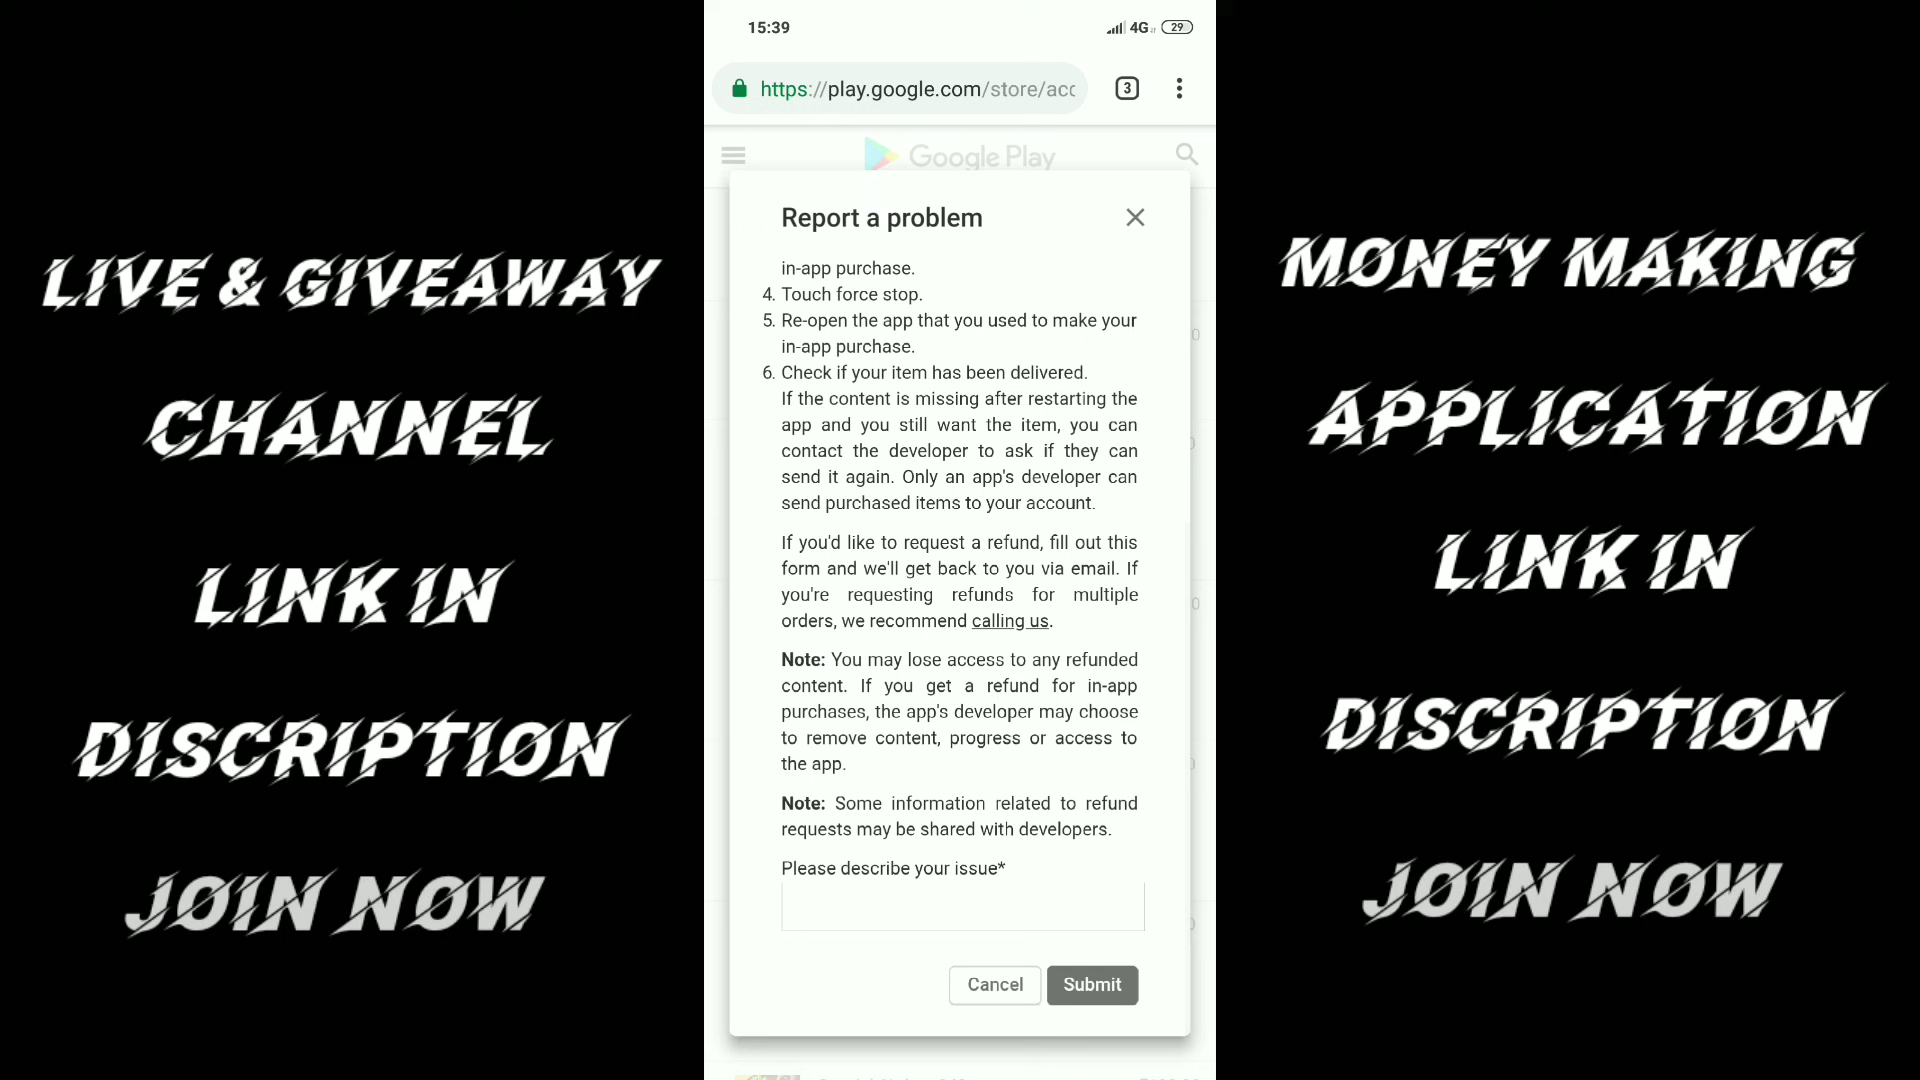 LIVE & GIVEAWAY
CHANNEL
LINK IN
DISCRIPTION
JOIN NOW
15:39
4G
29
https://play.google.com/store/acc
3
Google Play
Report a problem
in-app purchase.
4. Touch force stop.
5. Re-open the app that you used to make your
in-app purchase.
6. Check if your item has been delivered.
If the content is missing after restarting the
app and you still want the item, you can
contact the developer to ask if they can
send it again. Only an app's developer can
send purchased items to your account.
If you'd like to request a refund, fill out this
form and we'll get back to you via email. If
you're requesting refunds for multiple
orders, we recommend calling us.
Note: You may lose access to any refunded
content. If you get a refund for in-app
purchases, the app's developer may choose
to remove content, progress or access to
the app.
Note: Some information related to refund
requests may be shared with developers.
Please describe your issue*
Cancel
Submit
MONEY MAKING
APPLICATION
LINK IN
DISCRIPTION
JOIN NOW